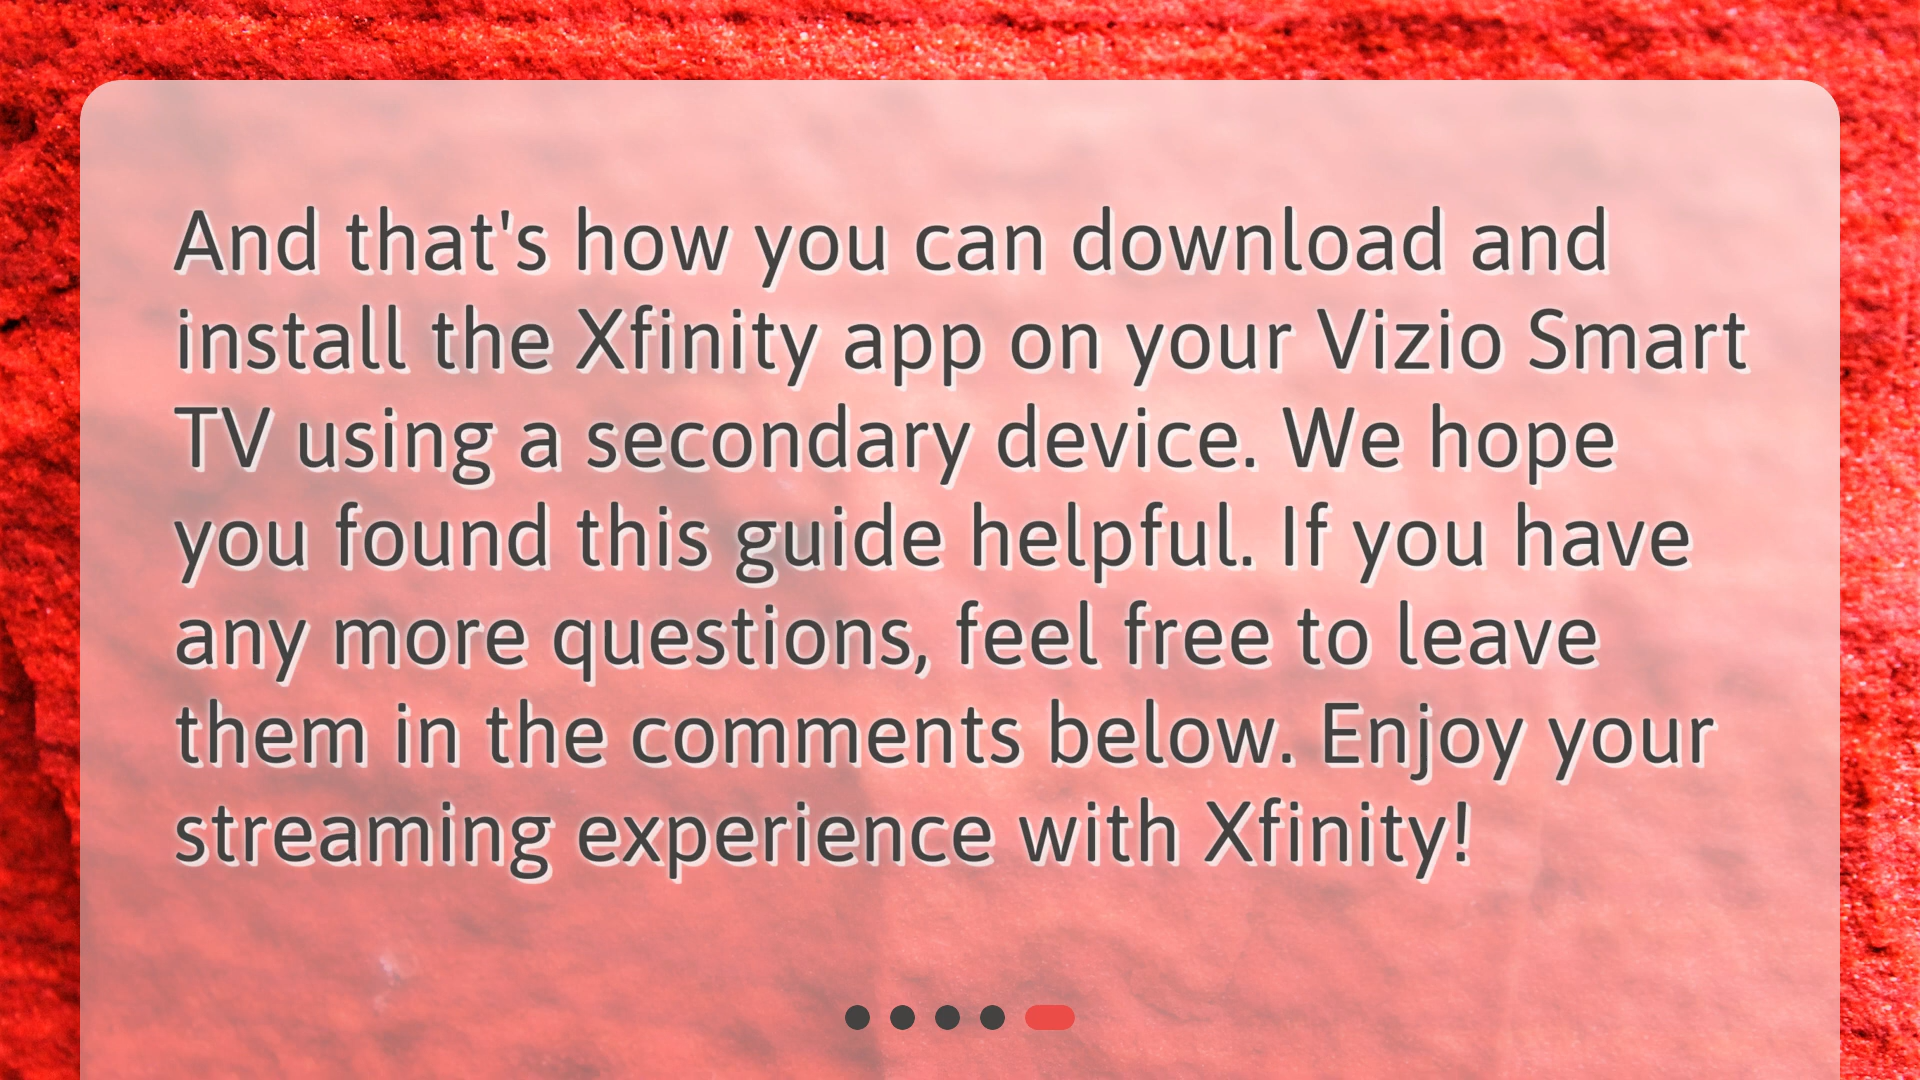 And that's how you can download and
install the Xfinity app on your Vizio Smart
TV using a secondary device. We hope
you found this guide helpful. If you have
any more questions, feel free to leave
them in the comments below. Enjoy your
streaming experience with Xfinity!